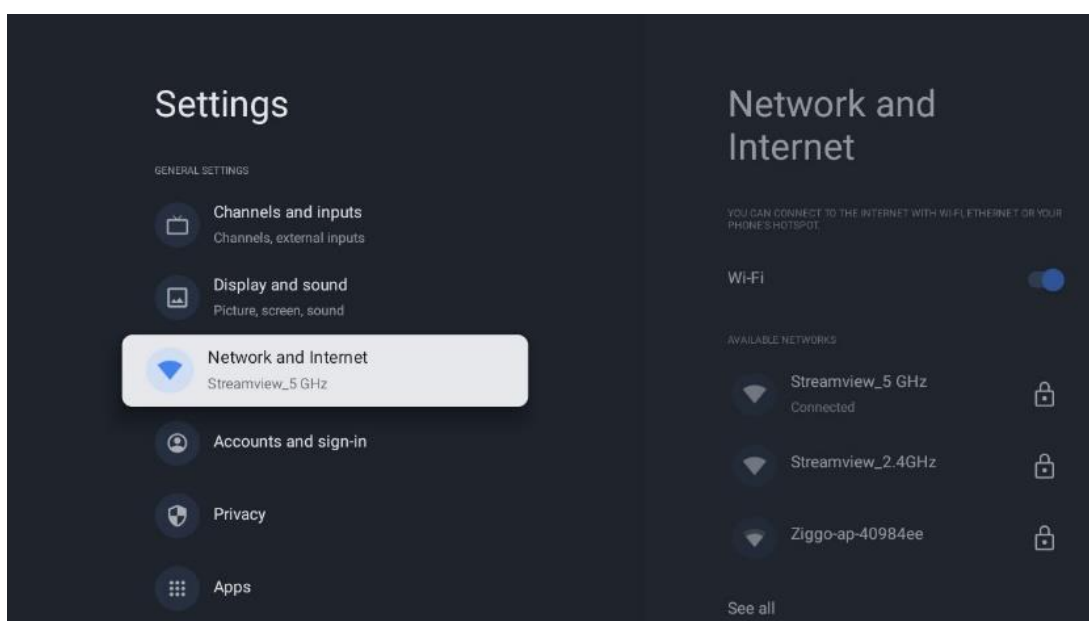 Settings
GENERAL SETTINGS
Channels and inputs
Channels, external inputs
Display and sound
Picture, screen, sound
Network and Internet
Streamview_5 GHz
Accounts and sign-in
Privacy
Apps
Network and
Internet
YOU CAN CONNECT TO THE INTERNET WITH WI-FI, ETHERNET OR YOUR
PHONE'S HOTSPOT.
Wi-Fi
AVAILABLE NETWORKS
Streamview_5 GHz
Connected
Streamview_2.4GHz
Ziggo-ap-40984ee
See all